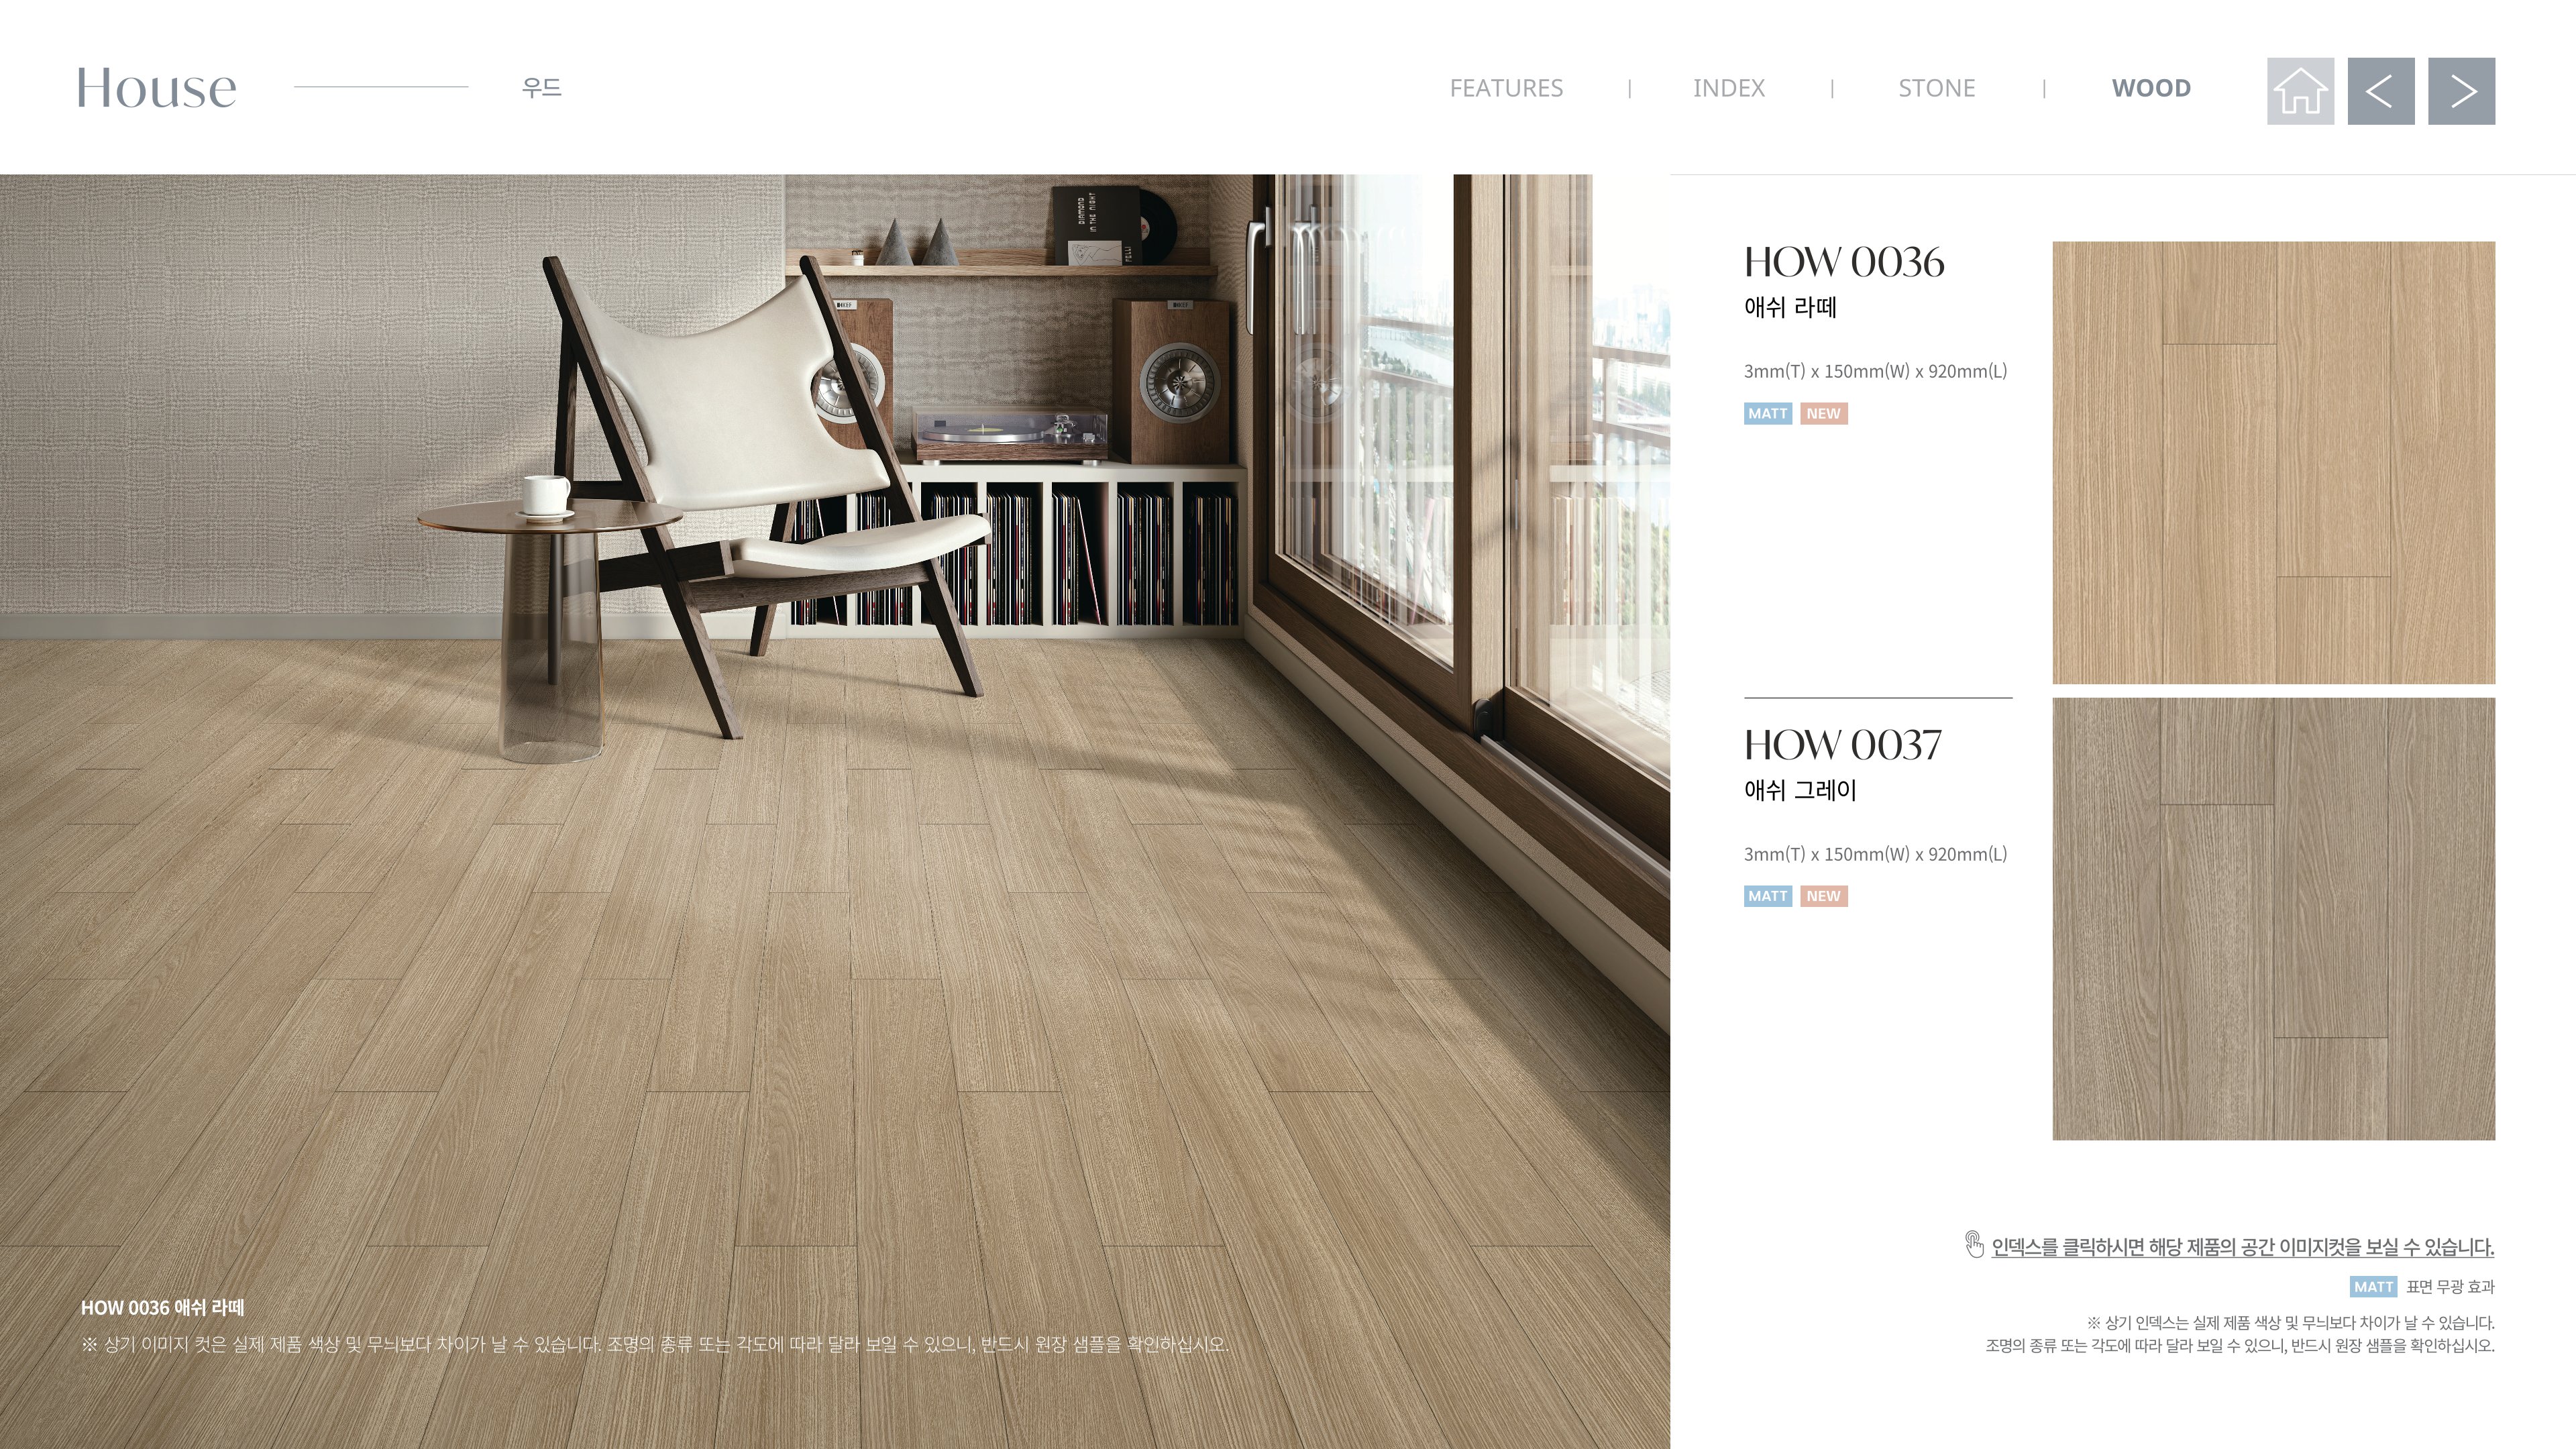 House
우드
FEATURES | INDEX | STONE | WOOD
DIAMOND
IN THE NIGHT
KEF
KEF
HOW 0036
애쉬 라떼
3mm(T) x 150mm(W) x 920mm(L)
MATT NEW
HOW 0037
애쉬 그레이
3mm(T) x 150mm(W) x 920mm(L)
MATT NEW
인덱스를 클릭하시면 해당 제품의 공간 이미지컷을 보실 수 있습니다.
MATT 표면 무광 효과
※ 상기 인덱스는 실제 제품 색상 및 무늬보다 차이가 날 수 있습니다.
조명의 종류 또는 각도에 따라 달라 보일 수 있으니, 반드시 원장 샘플을 확인하십시오.
HOW 0036 애쉬 라떼
※ 상기 이미지 컷은 실제 제품 색상 및 무늬보다 차이가 날 수 있습니다. 조명의 종류 또는 각도에 따라 달라 보일 수 있으니, 반드시 원장 샘플을 확인하십시오.